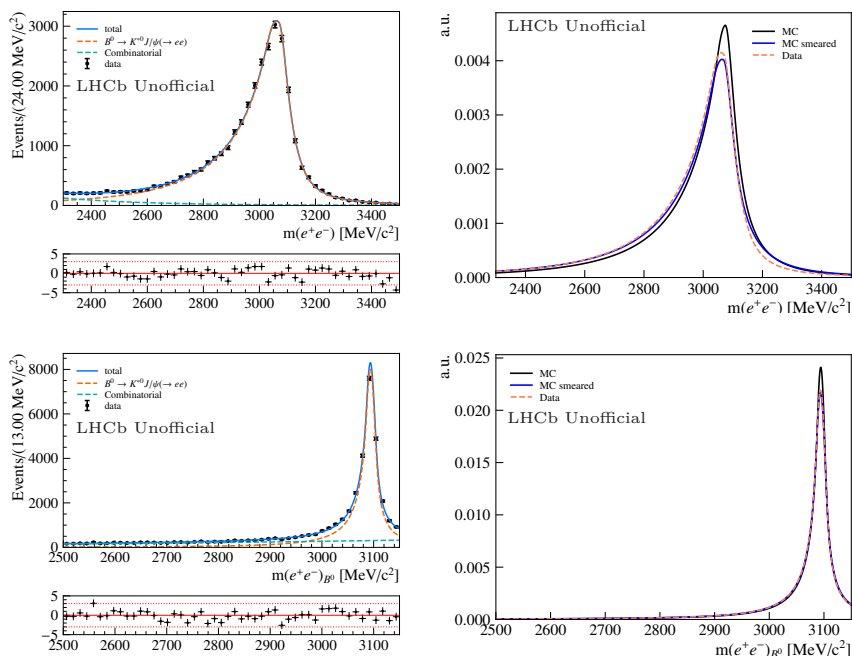 total
B⁰ → K*⁰J/ψ(→ ee)
Combinatorial
data
LHCb Unofficial
Events/(24.00 MeV/c²)
3000
2000
1000
0
2400 2600 2800 3000 3200 3400
m(e⁺e⁻) [MeV/c²]
5
0
−5
2400 2600 2800 3000 3200 3400
a.u.
LHCb Unofficial
MC
MC smeared
Data
0.004
0.003
0.002
0.001
0.000
2400 2600 2800 3000 3200 3400
m(e⁺e⁻) [MeV/c²]
total
B⁰ → K*⁰J/ψ(→ ee)
Combinatorial
data
LHCb Unofficial
Events/(13.00 MeV/c²)
8000
6000
4000
2000
0
2500 2600 2700 2800 2900 3000 3100
m(e⁺e⁻)_B⁰ [MeV/c²]
5
0
−5
2500 2600 2700 2800 2900 3000 3100
a.u.
MC
MC smeared
Data
LHCb Unofficial
0.025
0.020
0.015
0.010
0.005
0.000
2500 2600 2700 2800 2900 3000 3100
m(e⁺e⁻)_B⁰ [MeV/c²]